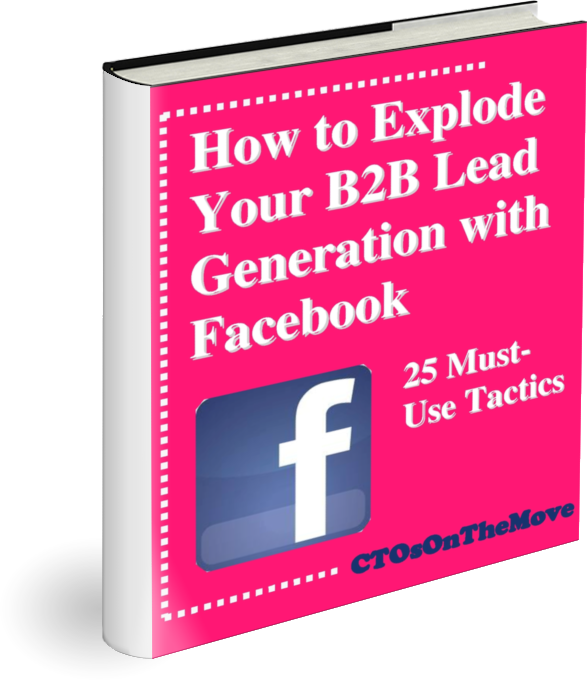 How to Explode
Your B2B Lead
Generation with
Facebook
25 Must-
Use Tactics
f
CTOsOnTheMove